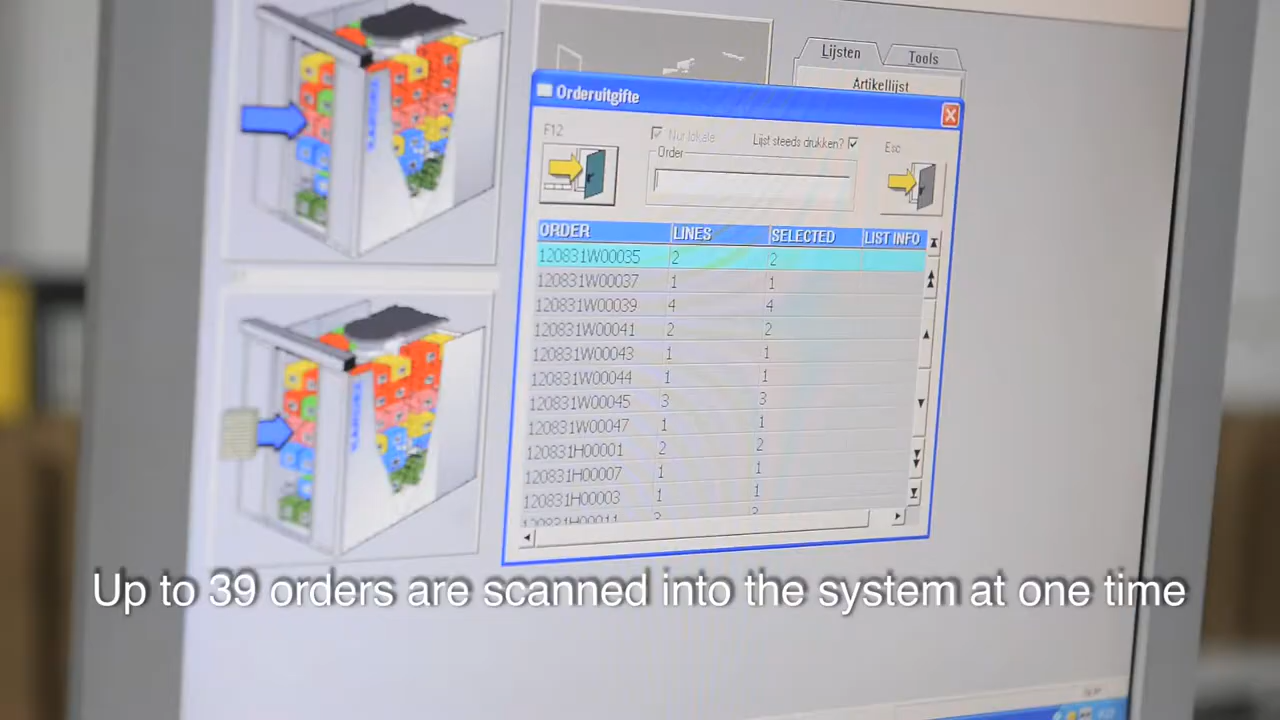 Lijsten
Tools
Artikellijst
Orderuitgifte
F12
Nur lokale
Lijst steeds drukken?
Esc
Order
ORDER LINES SELECTED LIST INFO
120831W00035 2 2
120831W00037 1 1
120831W00039 4 4
120831W00041 2 2
120831W00043 1 1
120831W00044 1 1
120831W00045 3 3
120831W00047 1 1
120831H00001 2 2
120831H00007 1 1
120831H00003 1 1
Up to 39 orders are scanned into the system at one time